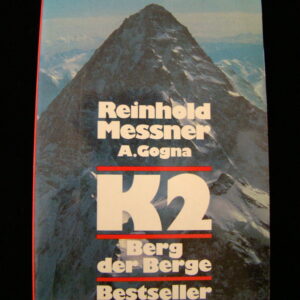 Reinhold
Messner
A. Gogna
K2
Berg
der Berge
Bestseller